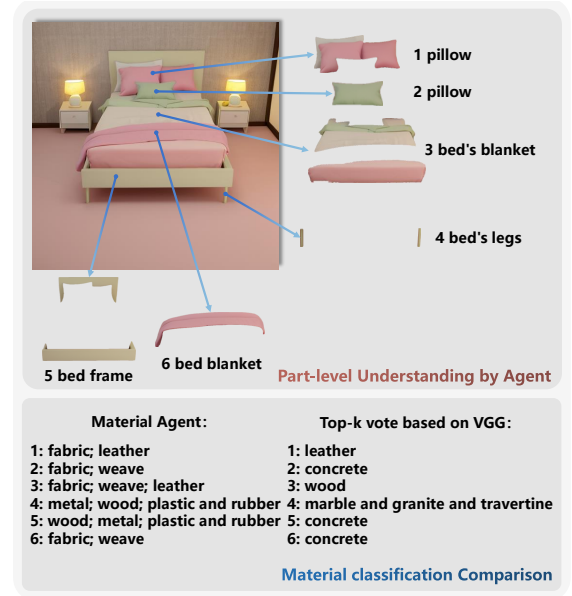 1 pillow
2 pillow
3 bed's blanket
4 bed's legs
5 bed frame
6 bed blanket
Part-level Understanding by Agent
Material Agent:
1: fabric; leather
2: fabric; weave
3: fabric; weave; leather
4: metal; wood; plastic and rubber
5: wood; metal; plastic and rubber
6: fabric; weave
Top-k vote based on VGG:
1: leather
2: concrete
3: wood
4: marble and granite and travertine
5: concrete
6: concrete
Material classification Comparison